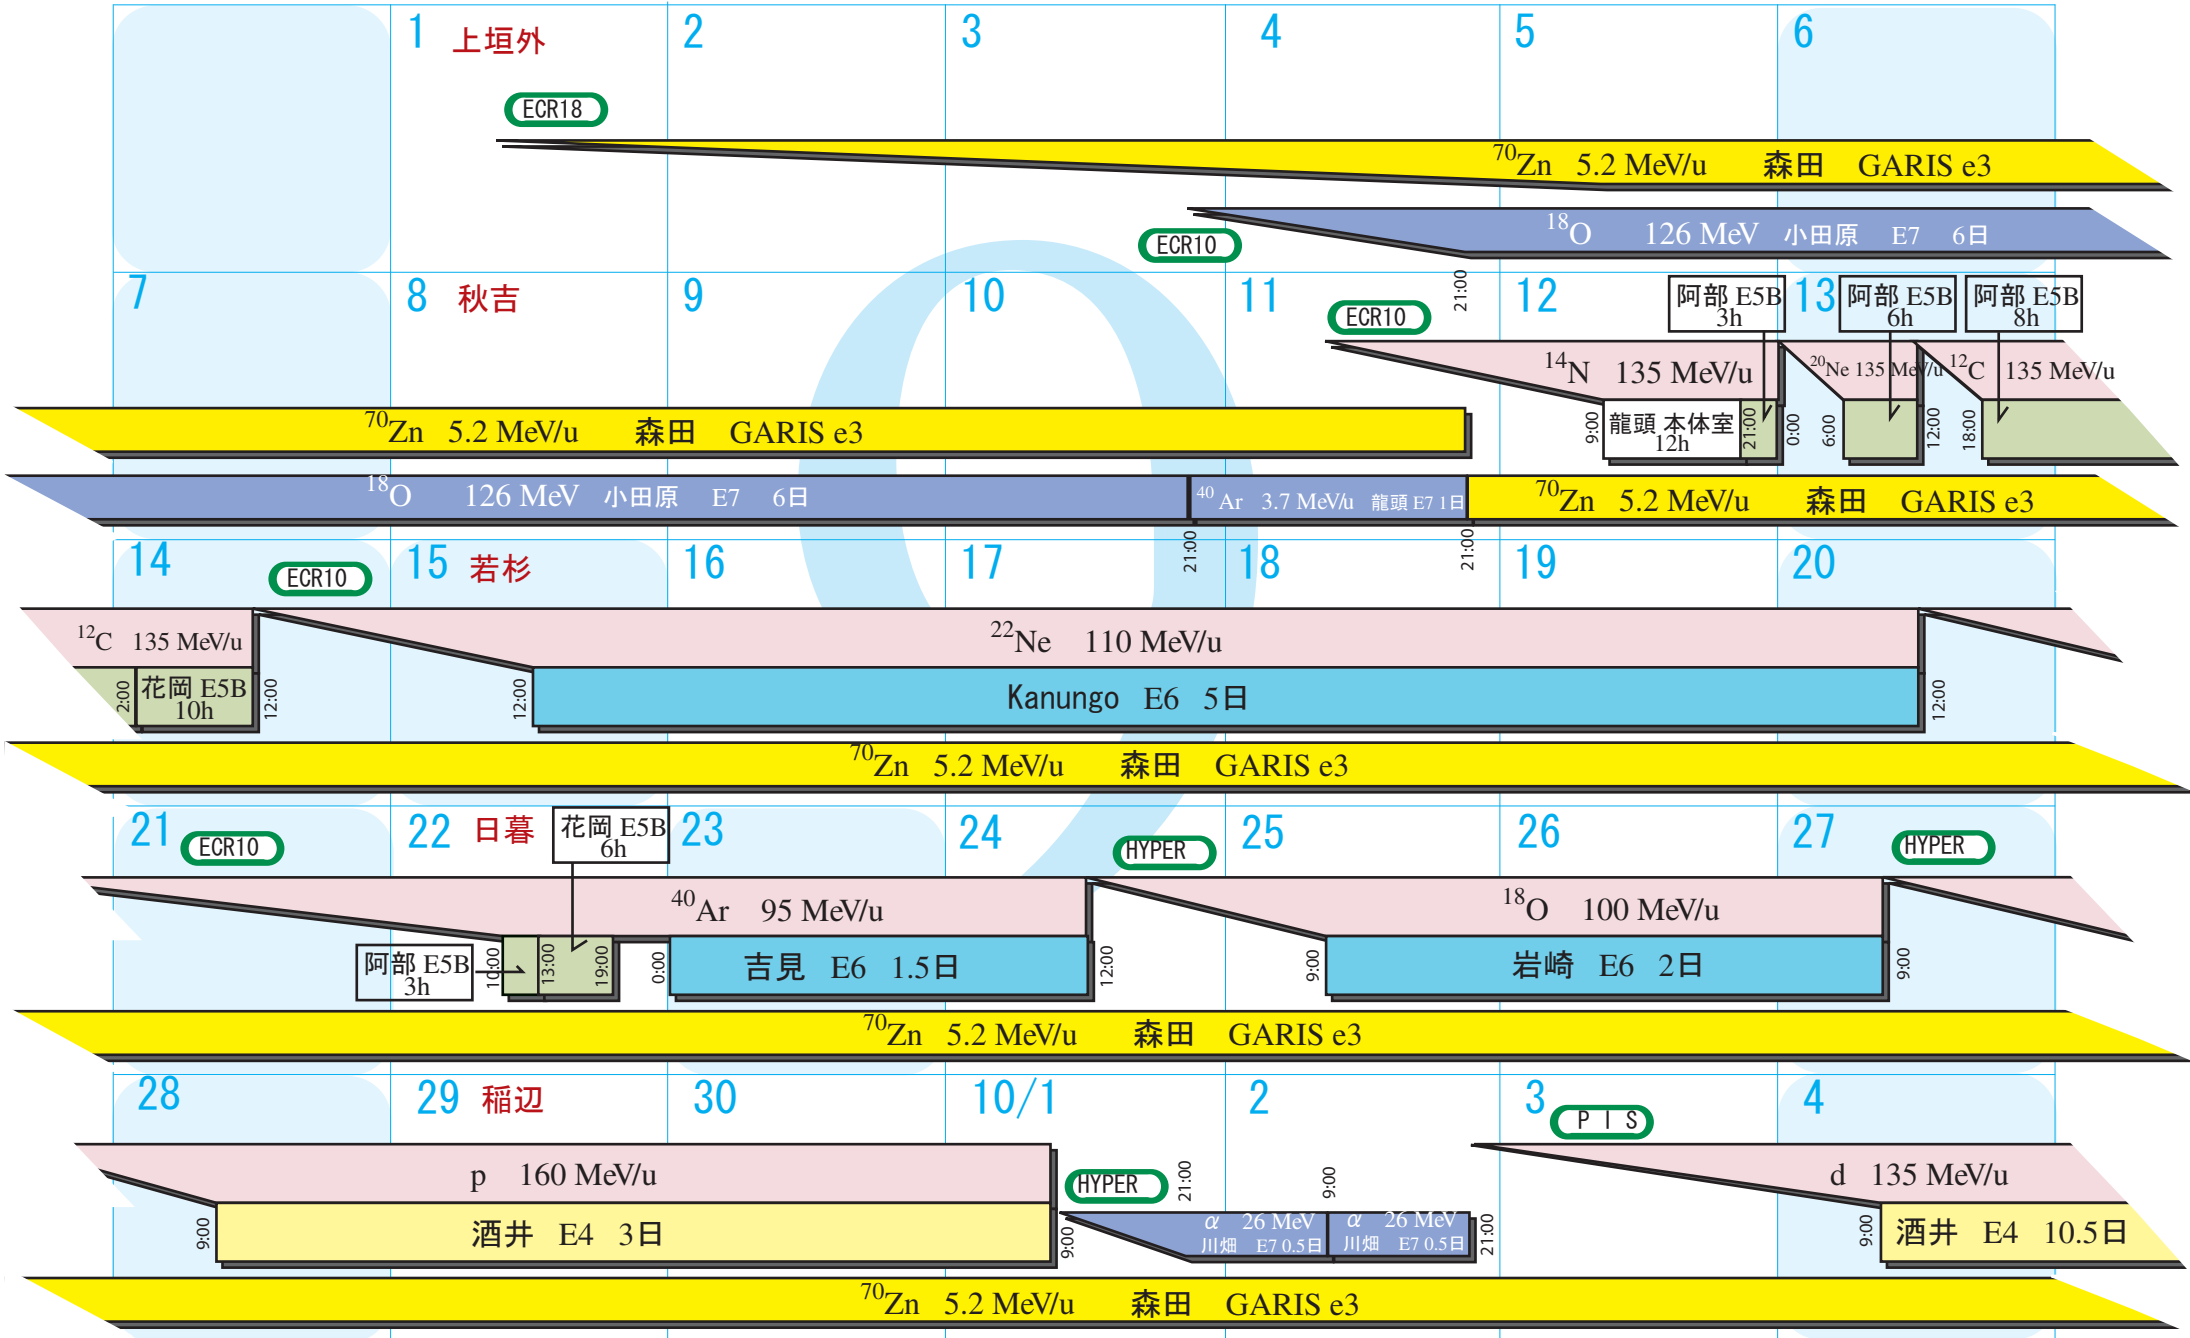 1 上垣外 2 3 4 5 6
ECR18
70Zn 5.2 MeV/u 森田 GARIS e3
18O 126 MeV 小田原 E7 6日
ECR10
21:00
7 8 秋吉 9 10 11 12 13
阿部 E5B
3h
阿部 E5B
6h
阿部 E5B
8h
ECR10
14N 135 MeV/u
20Ne 135 MeV/u
12C 135 MeV/u
9:00
龍頭 本体室
12h
21:00
0:00
6:00
12:00
18:00
70Zn 5.2 MeV/u 森田 GARIS e3
18O 126 MeV 小田原 E7 6日
40Ar 3.7 MeV/u 龍頭 E7 1日
70Zn 5.2 MeV/u 森田 GARIS e3
21:00
21:00
14 15 若杉 16 17 18 19 20
ECR10
12C 135 MeV/u
22Ne 110 MeV/u
2:00
花岡 E5B
10h
12:00
12:00
Kanungo E6 5日
12:00
70Zn 5.2 MeV/u 森田 GARIS e3
21 22 日暮 23 24 25 26 27
花岡 E5B
6h
ECR10
HYPER
HYPER
40Ar 95 MeV/u
18O 100 MeV/u
阿部 E5B
3h
10:00
13:00
19:00
0:00
吉見 E6 1.5日
12:00
9:00
岩崎 E6 2日
9:00
70Zn 5.2 MeV/u 森田 GARIS e3
28 29 稲辺 30 10/1 2 3 4
PIS
p 160 MeV/u
HYPER
21:00
9:00
d 135 MeV/u
9:00
酒井 E4 3日
9:00
α 26 MeV
川畑 E7 0.5日
α 26 MeV
川畑 E7 0.5日
21:00
9:00
酒井 E4 10.5日
70Zn 5.2 MeV/u 森田 GARIS e3
9